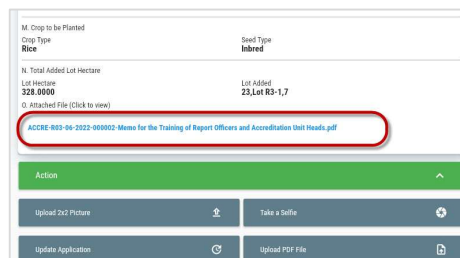 M. Crop to be Planted
Crop Type Seed Type
Rice Inbred
N. Total Added Lot Hectare
Lot Hectare Lot Added
328.0000 23,Lot R3-1,7
O. Attached File (Click to view)
ACCRE-R03-06-2022-000002-Memo for the Training of Report Officers and Accreditation Unit Heads.pdf
Action
Upload 2x2 Picture Take a Selfie
Update Application Upload PDF File